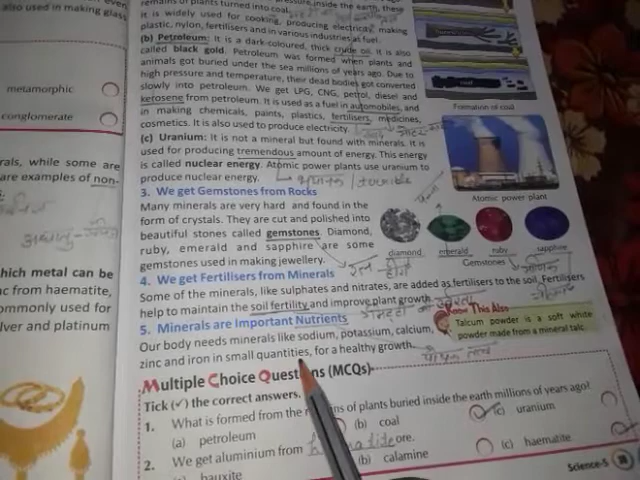 also used in making glass
metamorphic
conglomerate
rals, while some
are examples of non-
hich metal can be
nc from haematite,
ommonly used for
lver and platinum
remains of plants turned into coal.
it is widely used for cooking, producing electricity, making
plastic, nylon, fertilisers and in various industries as fuel.
(b) Petroleum: It is a dark-coloured, thick crude oil. It is also
called black gold. Petroleum was formed when plants and
animals got buried under the sea millions of years ago. Due to
high pressure and temperature, their dead bodies got converted
slowly into petroleum. We get LPG, CNG, petrol, diesel and
kerosene from petroleum. It is used as a fuel in automobiles, and
in making chemicals, paints, plastics, fertilisers, medicines,
cosmetics. It is also used to produce electricity.
(c) Uranium: It is not a mineral but found with minerals. It is
used for producing tremendous amount of energy. This energy
is called nuclear energy. Atomic power plants use uranium to
produce nuclear energy.
Formation of coal
Atomic power plant
3. We get Gemstones from Rocks
Many minerals are very hard and found in the
form of crystals. They are cut and polished into
beautiful stones called gemstones. Diamond,
ruby, emerald and sapphire are some
gemstones used in making jewellery.
diamond emerald ruby sapphire
Gemstones
4. We get Fertilisers from Minerals
Some of the minerals, like sulphates and nitrates, are added as fertilisers to the soil. Fertilisers
help to maintain the soil fertility and improve plant growth.
5. Minerals are Important Nutrients
Our body needs minerals like sodium, potassium, calcium,
zinc and iron in small quantities, for a healthy growth.
Know This Also
Talcum powder is a soft white
powder made from a mineral talc.
Multiple Choice Questions (MCQs)
Tick (✓) the correct answers.
1. What is formed from the remains of plants buried inside the earth millions of years ago?
(a) petroleum (b) coal (c) uranium
2. We get aluminium from ore.
(a) bauxite (b) calamine (c) haematite
Science-5